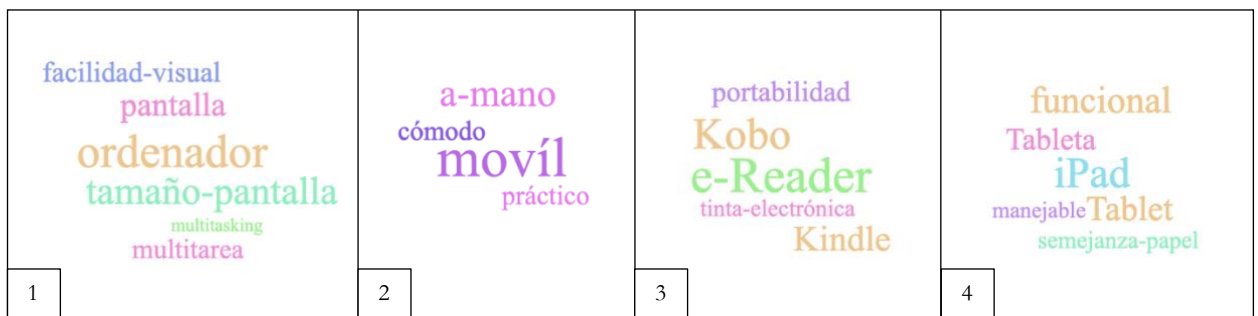 facilidad-visual
pantalla
ordenador
tamaño-pantalla
multitasking
multitarea
1
a-mano
cómodo
movíl
práctico
2
portabilidad
Kobo
e-Reader
tinta-electrónica
Kindle
3
funcional
Tableta
iPad
manejable Tablet
semejanza-papel
4